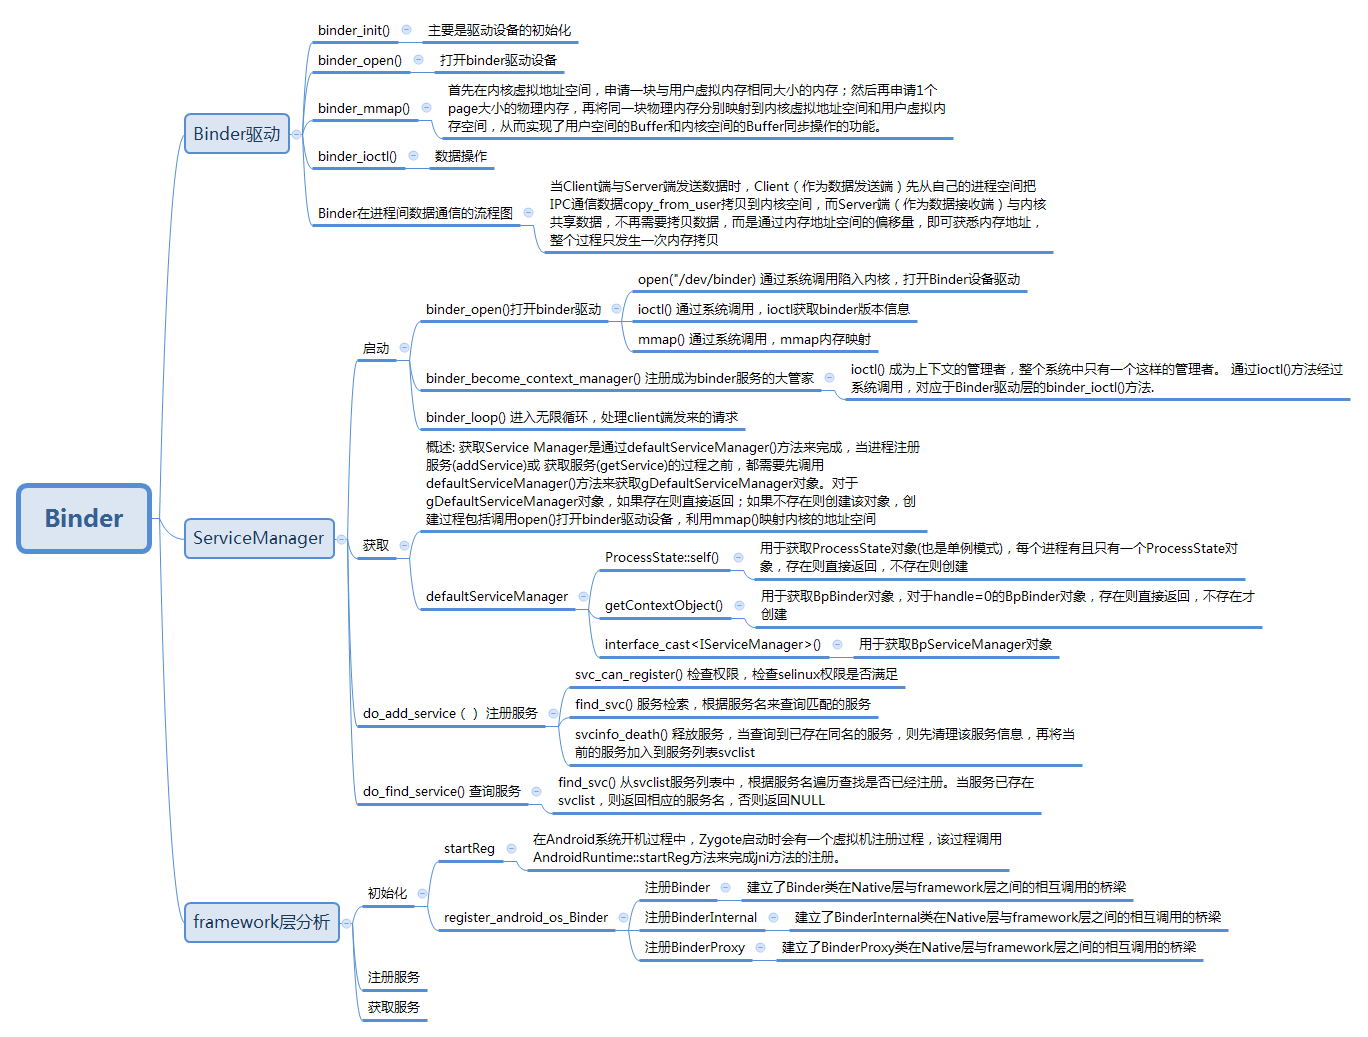 Binder
Binder驱动
binder_init()
主要是驱动设备的初始化
binder_open()
打开binder驱动设备
binder_mmap()
首先在内核虚拟地址空间，申请一块与用户虚拟内存相同大小的内存；然后再申请1个
page大小的物理内存，再将同一块物理内存分别映射到内核虚拟地址空间和用户虚拟内
存空间，从而实现了用户空间的Buffer和内核空间的Buffer同步操作的功能。
binder_ioctl()
数据操作
Binder在进程间数据通信的流程图
当Client端与Server端发送数据时，Client（作为数据发送端）先从自己的进程空间把
IPC通信数据copy_from_user拷贝到内核空间，而Server端（作为数据接收端）与内核
共享数据，不再需要拷贝数据，而是通过内存地址空间的偏移量，即可获悉内存地址，
整个过程只发生一次内存拷贝
ServiceManager
启动
binder_open()打开binder驱动
open("/dev/binder) 通过系统调用陷入内核，打开Binder设备驱动
ioctl() 通过系统调用，ioctl获取binder版本信息
mmap() 通过系统调用，mmap内存映射
binder_become_context_manager() 注册成为binder服务的大管家
ioctl() 成为上下文的管理者，整个系统中只有一个这样的管理者。 通过ioctl()方法经过
系统调用，对应于Binder驱动层的binder_ioctl()方法.
binder_loop() 进入无限循环，处理client端发来的请求
获取
概述: 获取Service Manager是通过defaultServiceManager()方法来完成，当进程注册
服务(addService)或 获取服务(getService)的过程之前，都需要先调用
defaultServiceManager()方法来获取gDefaultServiceManager对象。对于
gDefaultServiceManager对象，如果存在则直接返回；如果不存在则创建该对象，创
建过程包括调用open()打开binder驱动设备，利用mmap()映射内核的地址空间
defaultServiceManager
ProcessState::self()
用于获取ProcessState对象(也是单例模式)，每个进程有且只有一个ProcessState对
象，存在则直接返回，不存在则创建
getContextObject()
用于获取BpBinder对象，对于handle=0的BpBinder对象，存在则直接返回，不存在才
创建
interface_cast<IServiceManager>()
用于获取BpServiceManager对象
do_add_service（ ）注册服务
svc_can_register() 检查权限，检查selinux权限是否满足
find_svc() 服务检索，根据服务名来查询匹配的服务
svcinfo_death() 释放服务，当查询到已存在同名的服务，则先清理该服务信息，再将当
前的服务加入到服务列表svclist
do_find_service() 查询服务
find_svc() 从svclist服务列表中，根据服务名遍历查找是否已经注册。当服务已存在
svclist，则返回相应的服务名，否则返回NULL
framework层分析
初始化
startReg
在Android系统开机过程中，Zygote启动时会有一个虚拟机注册过程，该过程调用
AndroidRuntime::startReg方法来完成jni方法的注册。
register_android_os_Binder
注册Binder
建立了Binder类在Native层与framework层之间的相互调用的桥梁
注册BinderInternal
建立了BinderInternal类在Native层与framework层之间的相互调用的桥梁
注册BinderProxy
建立了BinderProxy类在Native层与framework层之间的相互调用的桥梁
注册服务
获取服务